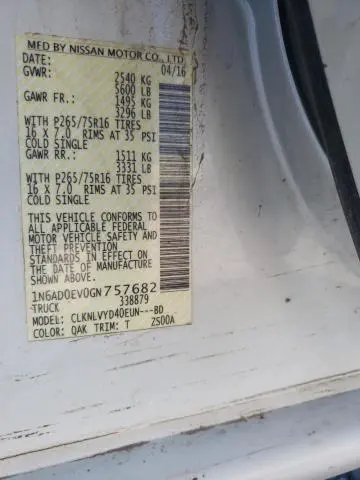 MFD BY NISSAN MOTOR CO., LTD
DATE: 04/16
GVWR: 2540 KG
5600 LB
GAWR FR.: 1495 KG
3296 LB
WITH P265/75R16 TIRES
16 X 7.0 RIMS AT 35 PSI
COLD SINGLE
GAWR RR.: 1511 KG
3331 LB
WITH P265/75R16 TIRES
16 X 7.0 RIMS AT 35 PSI
COLD SINGLE
THIS VEHICLE CONFORMS TO
ALL APPLICABLE FEDERAL
MOTOR VEHICLE SAFETY AND
THEFT PREVENTION
STANDARDS IN EFFECT ON
THE DATE OF MANUFACTURE
1N6AD0EV0GN757682
TRUCK 338879
MODEL: CLKNLVYD40EUN---BD
COLOR: QAK TRIM: T ZS00A